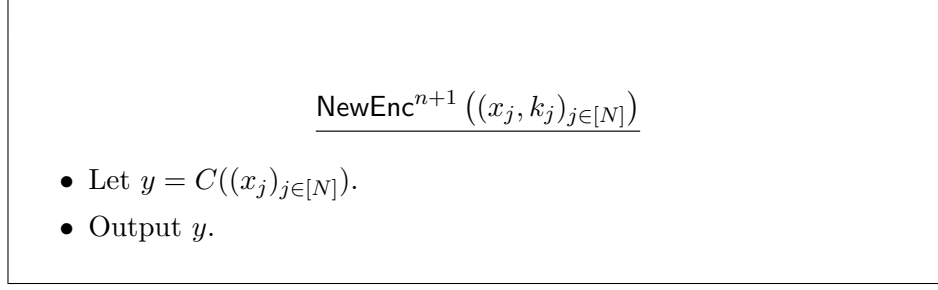 NewEnc^{n+1} ((x_j, k_j)_{j∈[N]})
• Let y = C((x_j)_{j∈[N]}).
• Output y.